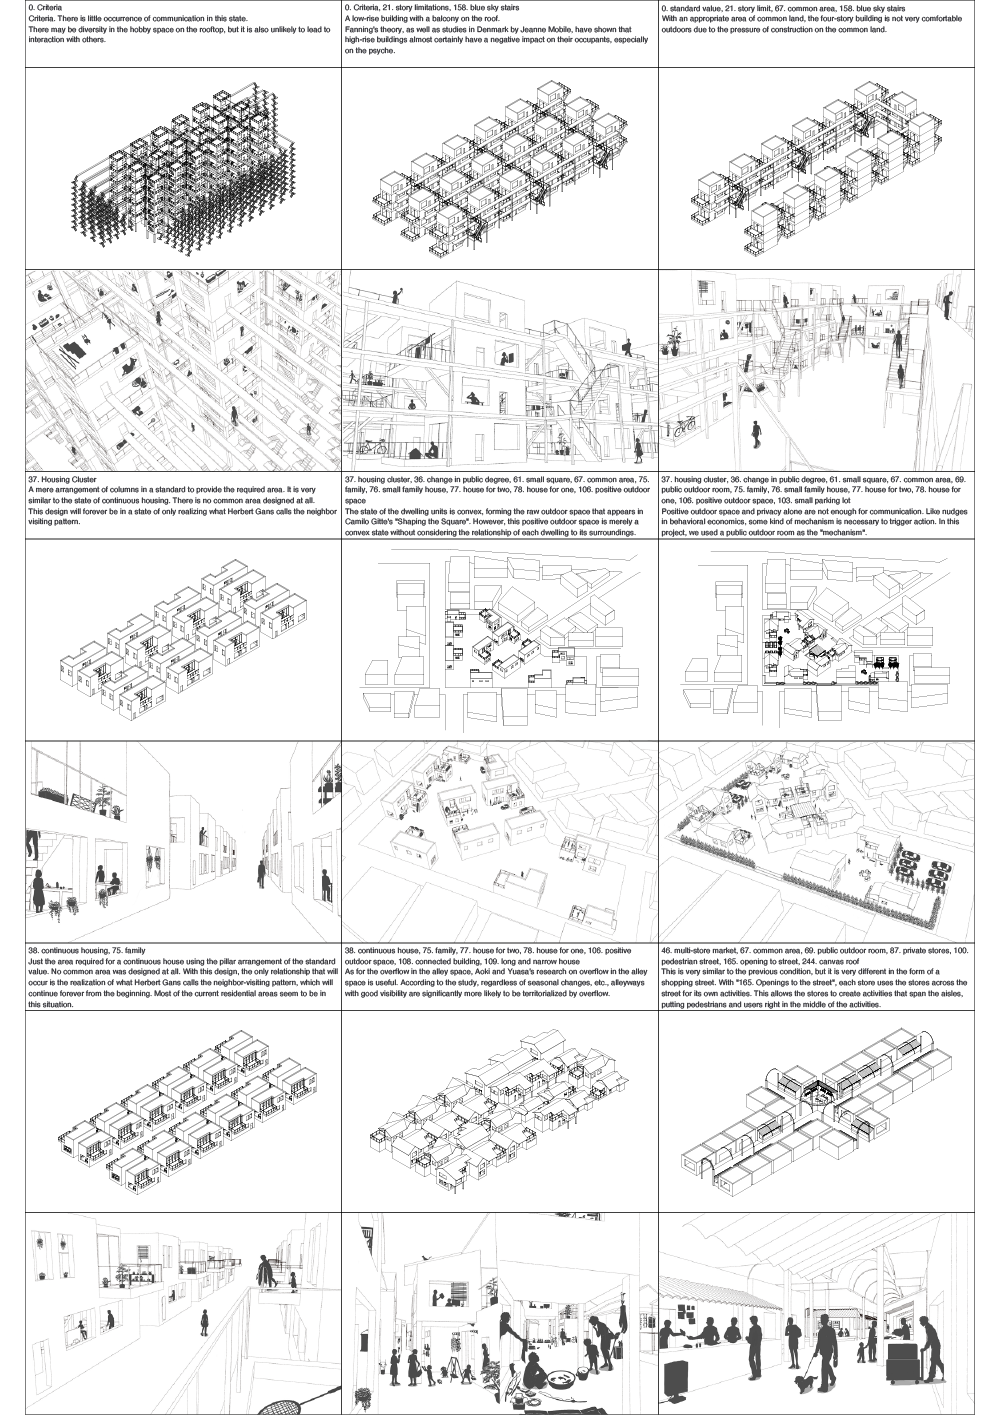 0. Criteria
Criteria. There is little occurrence of communication in this state.
There may be diversity in the hobby space on the rooftop, but it is also unlikely to lead to
interaction with others.
0. Criteria, 21. story limitations, 158. blue sky stairs
A low-rise building with a balcony on the roof.
Fanning's theory, as well as studies in Denmark by Jeanne Mobile, have shown that
high-rise buildings almost certainly have a negative impact on their occupants, especially
on the psyche.
0. standard value, 21. story limit, 67. common area, 158. blue sky stairs
With an appropriate area of common land, the four-story building is not very comfortable
outdoors due to the pressure of construction on the common land.
37. Housing Cluster
A mere arrangement of columns in a standard to provide the required area. It is very
similar to the state of continuous housing. There is no common area designed at all.
This design will forever be in a state of only realizing what Herbert Gans calls the neighbor
visiting pattern.
37. housing cluster, 36. change in public degree, 61. small square, 67. common area, 75.
family, 76. small family house, 77. house for two, 78. house for one, 106. positive outdoor
space
The state of the dwelling units is convex, forming the raw outdoor space that appears in
Camilo Gitte's "Shaping the Square". However, this positive outdoor space is merely a
convex state without considering the relationship of each dwelling to its surroundings.
37. housing cluster, 36. change in public degree, 61. small square, 67. common area, 69.
public outdoor room, 75. family, 76. small family house, 77. house for two, 78. house for
one, 106. positive outdoor space, 103. small parking lot
Positive outdoor space and privacy alone are not enough for communication. Like nudges
in behavioral economics, some kind of mechanism is necessary to trigger action. In this
project, we used a public outdoor room as the "mechanism".
38. continuous housing, 75. family
Just the area required for a continuous house using the pillar arrangement of the standard
value. No common area was designed at all. With this design, the only relationship that will
occur is the realization of what Herbert Gans calls the neighbor-visiting pattern, which will
continue forever from the beginning. Most of the current residential areas seem to be in
this situation.
38. continuous house, 75. family, 77. house for two, 78. house for one, 106. positive
outdoor space, 108. connected building, 109. long and narrow house
As for the overflow in the alley space, Aoki and Yuasa's research on overflow in the alley
space is useful. According to the study, regardless of seasonal changes, etc., alleyways
with good visibility are significantly more likely to be territorialized by overflow.
46. multi-store market, 67. common area, 69. public outdoor room, 87. private stores, 100.
pedestrian street, 165. opening to street, 244. canvas roof
This is very similar to the previous condition, but it is very different in the form of a
shopping street. With "165. Openings to the street", each store uses the stores across the
street for its own activities. This allows the stores to create activities that span the aisles,
putting pedestrians and users right in the middle of the activities.